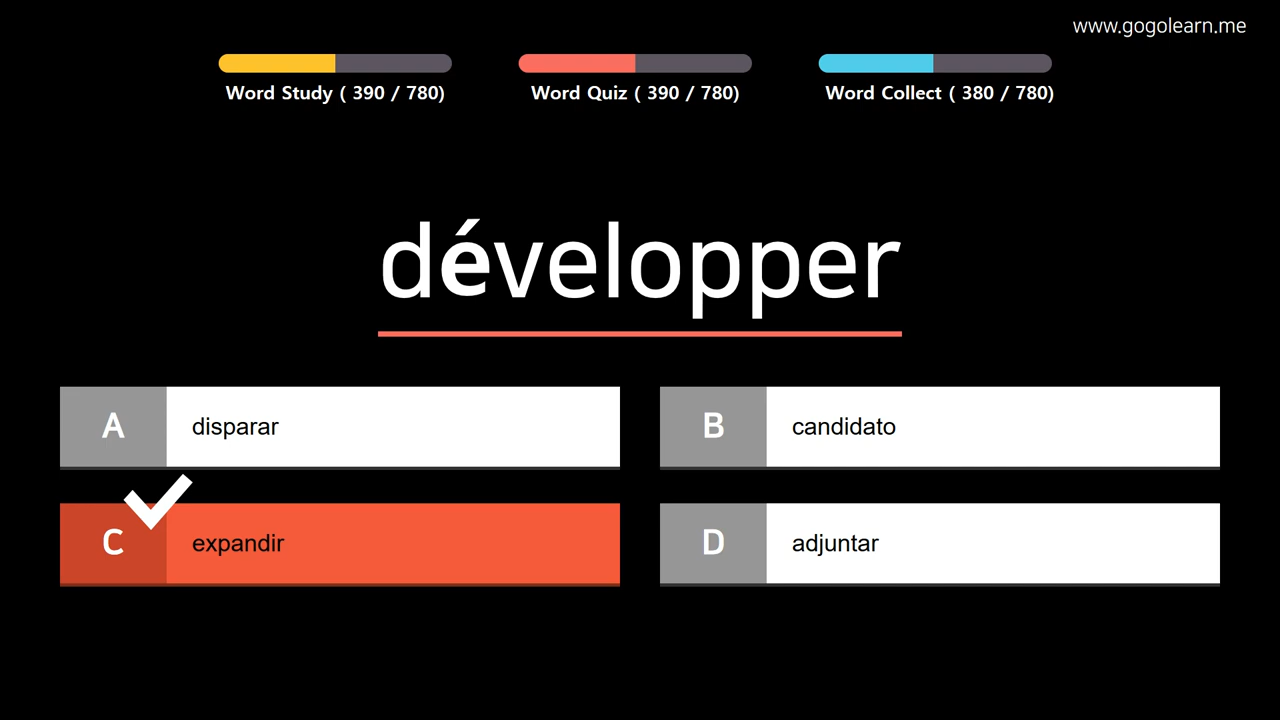 www.gogolearn.me
Word Study ( 390 / 780)
Word Quiz ( 390 / 780)
Word Collect ( 380 / 780)
développer
A disparar
B candidato
C expandir
D adjuntar